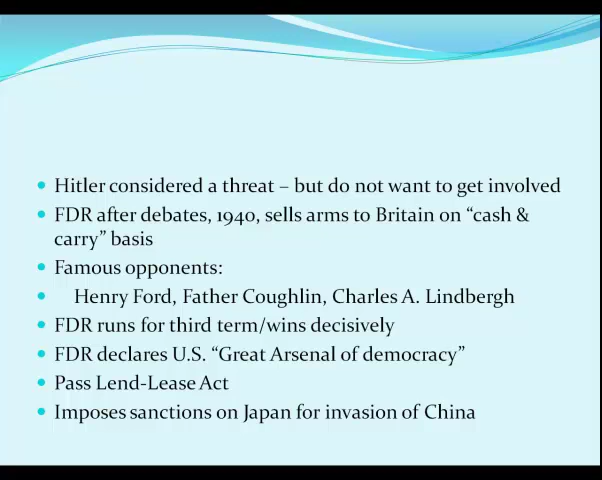 • Hitler considered a threat – but do not want to get involved
• FDR after debates, 1940, sells arms to Britain on “cash &
carry” basis
• Famous opponents:
• Henry Ford, Father Coughlin, Charles A. Lindbergh
• FDR runs for third term/wins decisively
• FDR declares U.S. “Great Arsenal of democracy”
• Pass Lend-Lease Act
• Imposes sanctions on Japan for invasion of China